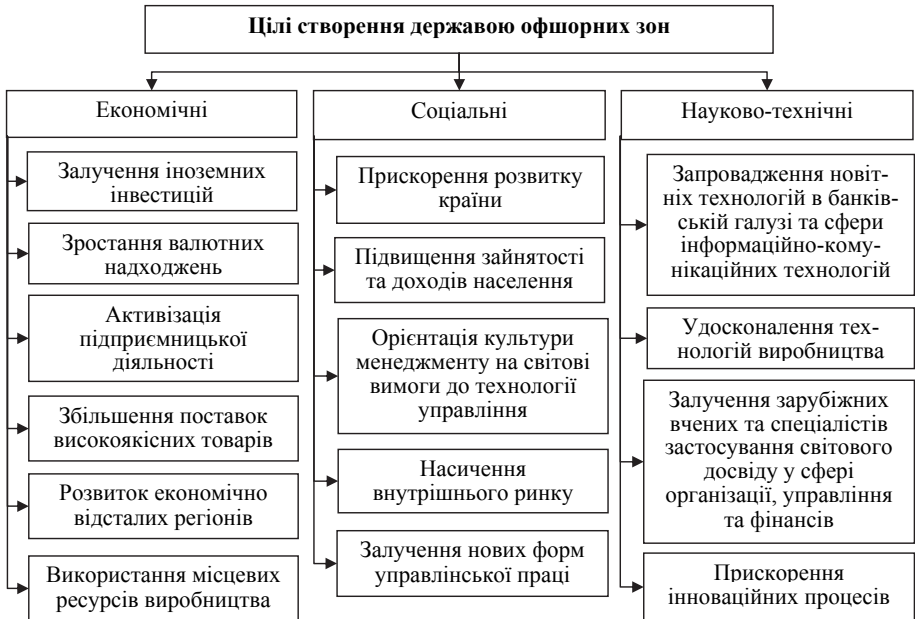 Цілі створення державою офшорних зон
Економічні
Залучення іноземних
інвестицій
Зростання валютних
надходжень
Активізація
підприємницької
діяльності
Збільшення поставок
високоякісних товарів
Розвиток економічно
відсталих регіонів
Використання місцевих
ресурсів виробництва
Соціальні
Прискорення розвитку
країни
Підвищення зайнятості
та доходів населення
Орієнтація культури
менеджменту на світові
вимоги до технології
управління
Насичення
внутрішнього ринку
Залучення нових форм
управлінської праці
Науково-технічні
Запровадження новіт-
ніх технологій в банків-
ській галузі та сфери
інформаційно-кому-
нікаційних технологій
Удосконалення тех-
нологій виробництва
Залучення зарубіжних
вчених та спеціалістів
застосування світового
досвіду у сфері
організації, управління
та фінансів
Прискорення
інноваційних процесів